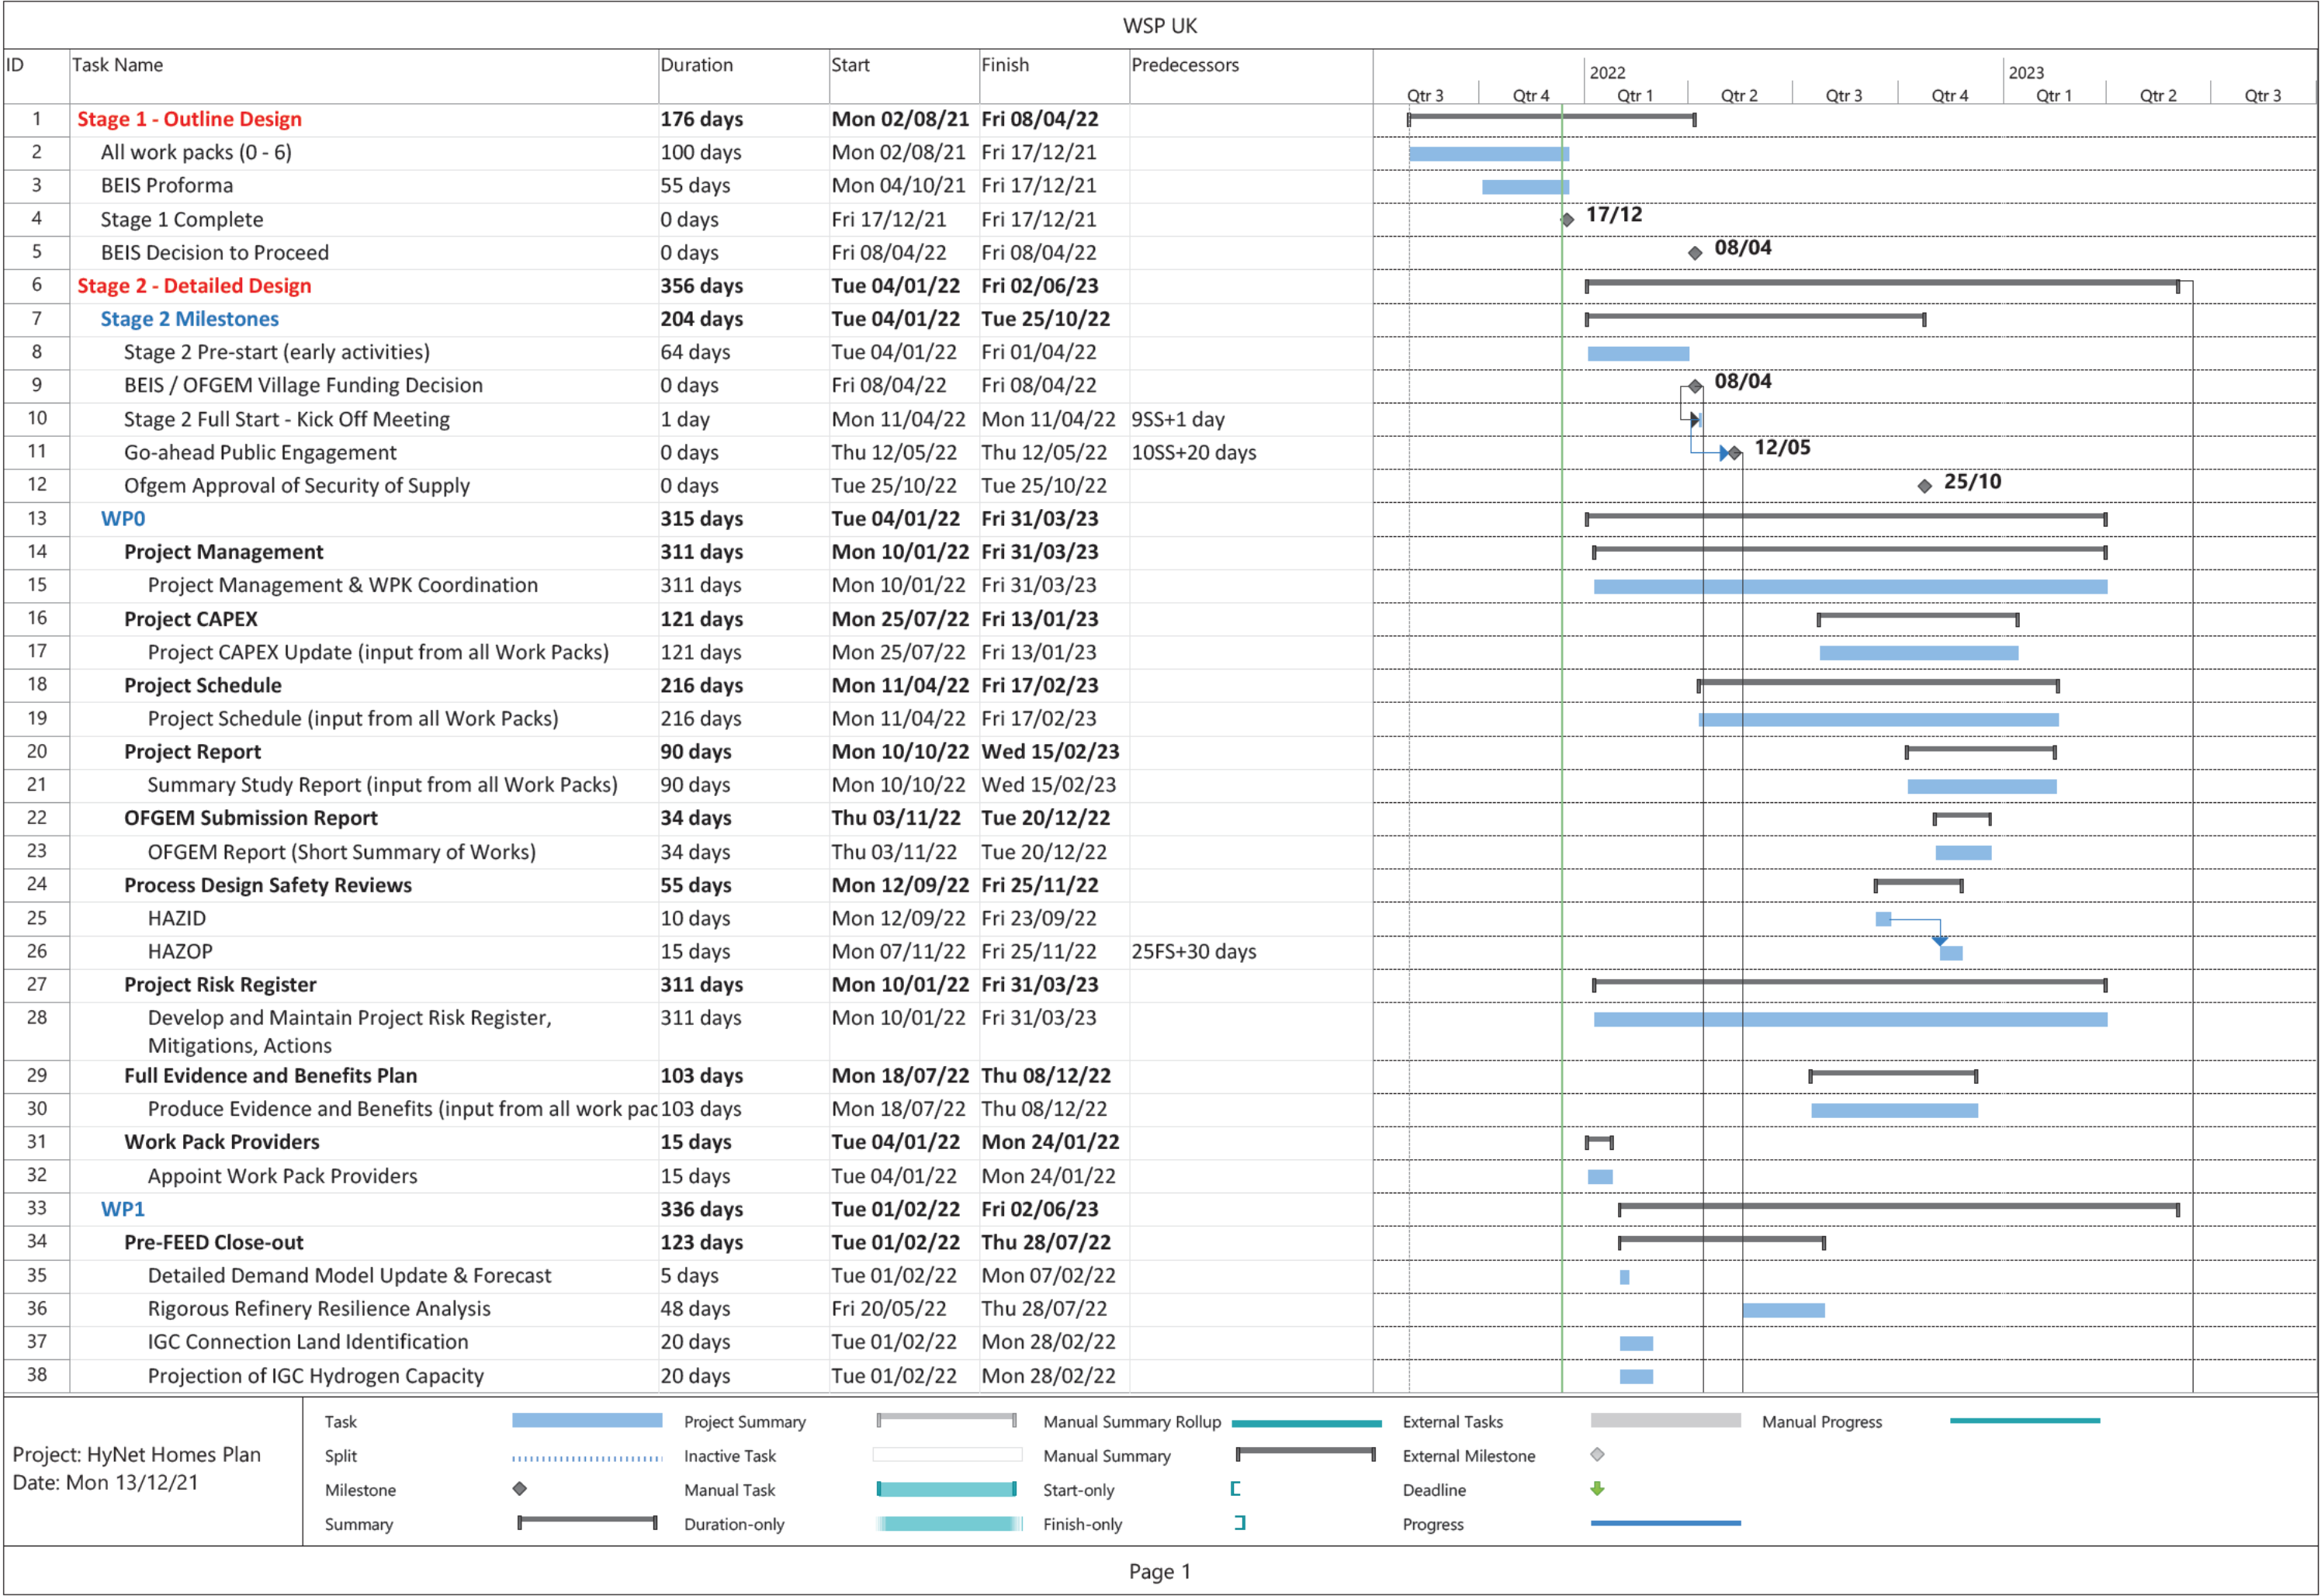 WSP UK
ID Task Name Duration Start Finish Predecessors
2022 2023
Qtr 3 Qtr 4 Qtr 1 Qtr 2 Qtr 3 Qtr 4 Qtr 1 Qtr 2 Qtr 3
1 Stage 1 - Outline Design 176 days Mon 02/08/21 Fri 08/04/22
2 All work packs (0 - 6) 100 days Mon 02/08/21 Fri 17/12/21
3 BEIS Proforma 55 days Mon 04/10/21 Fri 17/12/21
4 Stage 1 Complete 0 days Fri 17/12/21 Fri 17/12/21 17/12
5 BEIS Decision to Proceed 0 days Fri 08/04/22 Fri 08/04/22 08/04
6 Stage 2 - Detailed Design 356 days Tue 04/01/22 Fri 02/06/23
7 Stage 2 Milestones 204 days Tue 04/01/22 Tue 25/10/22
8 Stage 2 Pre-start (early activities) 64 days Tue 04/01/22 Fri 01/04/22
9 BEIS / OFGEM Village Funding Decision 0 days Fri 08/04/22 Fri 08/04/22 08/04
10 Stage 2 Full Start - Kick Off Meeting 1 day Mon 11/04/22 Mon 11/04/22 9SS+1 day
11 Go-ahead Public Engagement 0 days Thu 12/05/22 Thu 12/05/22 10SS+20 days 12/05
12 Ofgem Approval of Security of Supply 0 days Tue 25/10/22 Tue 25/10/22 25/10
13 WP0 315 days Tue 04/01/22 Fri 31/03/23
14 Project Management 311 days Mon 10/01/22 Fri 31/03/23
15 Project Management & WPK Coordination 311 days Mon 10/01/22 Fri 31/03/23
16 Project CAPEX 121 days Mon 25/07/22 Fri 13/01/23
17 Project CAPEX Update (input from all Work Packs) 121 days Mon 25/07/22 Fri 13/01/23
18 Project Schedule 216 days Mon 11/04/22 Fri 17/02/23
19 Project Schedule (input from all Work Packs) 216 days Mon 11/04/22 Fri 17/02/23
20 Project Report 90 days Mon 10/10/22 Wed 15/02/23
21 Summary Study Report (input from all Work Packs) 90 days Mon 10/10/22 Wed 15/02/23
22 OFGEM Submission Report 34 days Thu 03/11/22 Tue 20/12/22
23 OFGEM Report (Short Summary of Works) 34 days Thu 03/11/22 Tue 20/12/22
24 Process Design Safety Reviews 55 days Mon 12/09/22 Fri 25/11/22
25 HAZID 10 days Mon 12/09/22 Fri 23/09/22
26 HAZOP 15 days Mon 07/11/22 Fri 25/11/22 25FS+30 days
27 Project Risk Register 311 days Mon 10/01/22 Fri 31/03/23
28 Develop and Maintain Project Risk Register, 311 days Mon 10/01/22 Fri 31/03/23
Mitigations, Actions
29 Full Evidence and Benefits Plan 103 days Mon 18/07/22 Thu 08/12/22
30 Produce Evidence and Benefits (input from all work pac 103 days Mon 18/07/22 Thu 08/12/22
31 Work Pack Providers 15 days Tue 04/01/22 Mon 24/01/22
32 Appoint Work Pack Providers 15 days Tue 04/01/22 Mon 24/01/22
33 WP1 336 days Tue 01/02/22 Fri 02/06/23
34 Pre-FEED Close-out 123 days Tue 01/02/22 Thu 28/07/22
35 Detailed Demand Model Update & Forecast 5 days Tue 01/02/22 Mon 07/02/22
36 Rigorous Refinery Resilience Analysis 48 days Fri 20/05/22 Thu 28/07/22
37 IGC Connection Land Identification 20 days Tue 01/02/22 Mon 28/02/22
38 Projection of IGC Hydrogen Capacity 20 days Tue 01/02/22 Mon 28/02/22
Project: HyNet Homes Plan
Date: Mon 13/12/21
Task Project Summary Manual Summary Rollup External Tasks Manual Progress
Split Inactive Task Manual Summary External Milestone
Milestone Manual Task Start-only Deadline
Summary Duration-only Finish-only Progress
Page 1